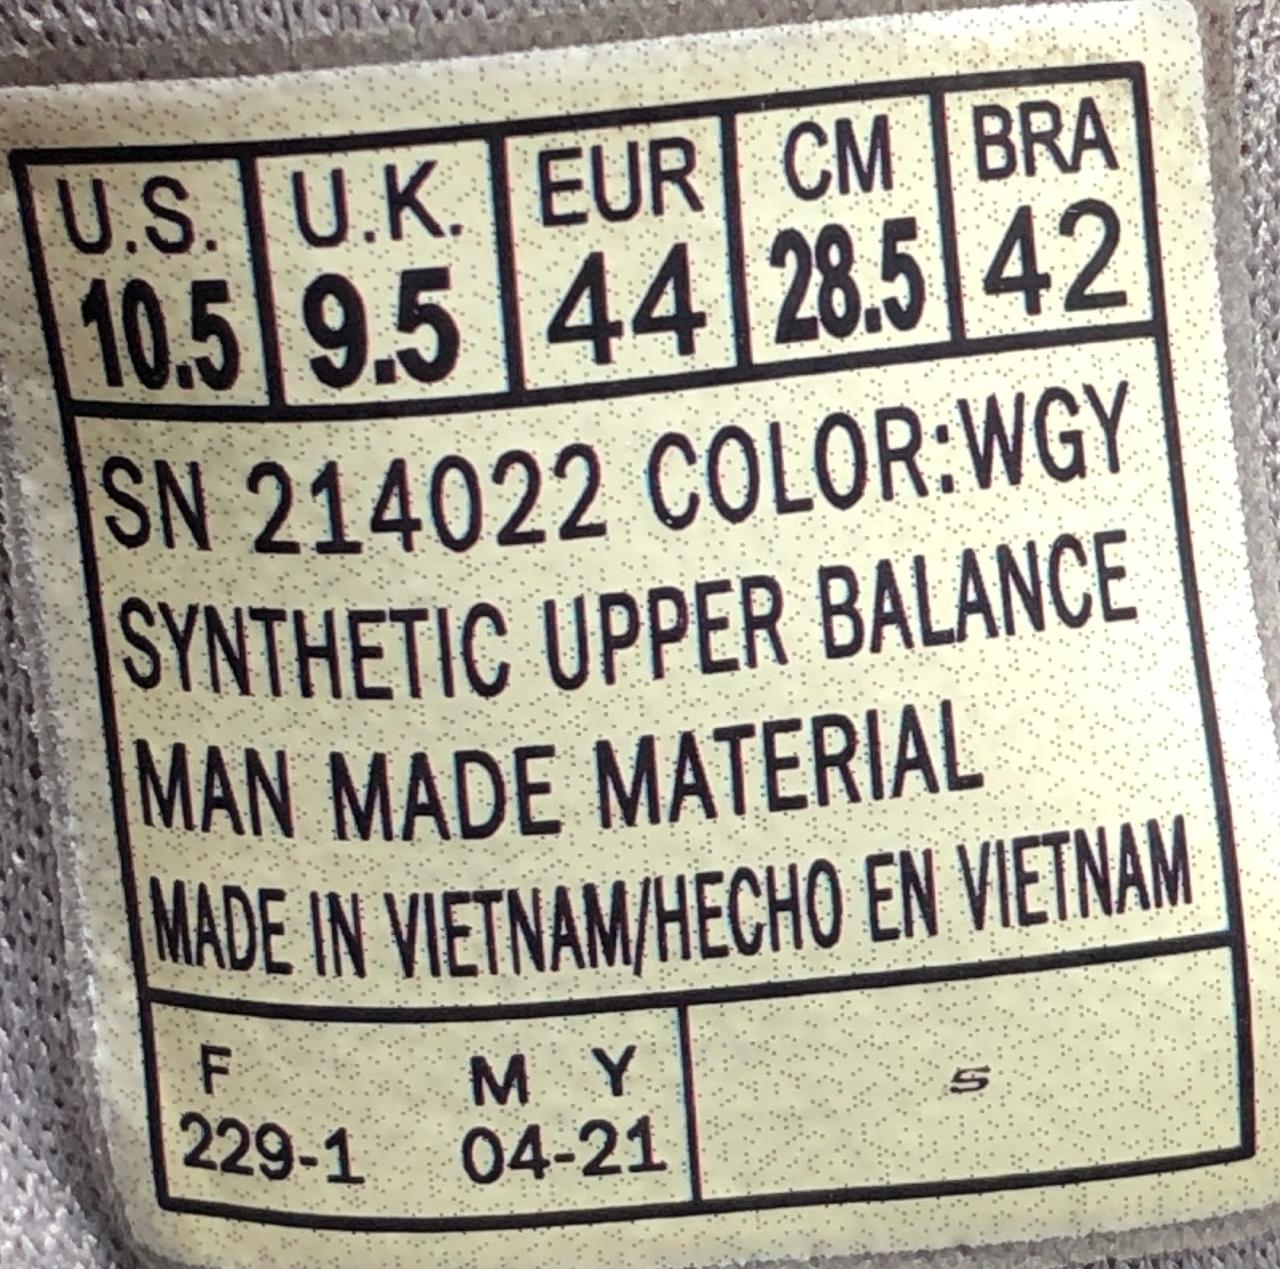 U.S. U.K. EUR CM BRA
10.5 9.5 44 28.5 42
SN 214022 COLOR:WGY
SYNTHETIC UPPER BALANCE
MAN MADE MATERIAL
MADE IN VIETNAM/HECHO EN VIETNAM
F M Y
229-1 04-21
5